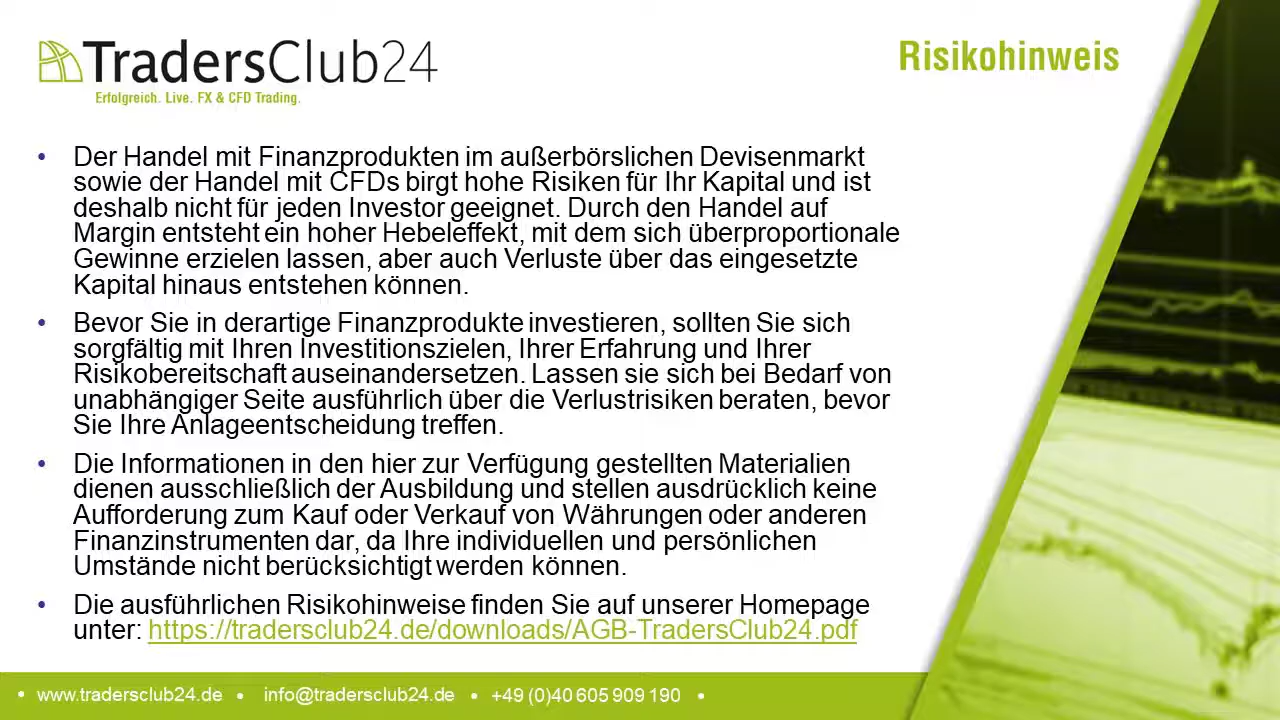 TradersClub24
Erfolgreich. Live. FX & CFD Trading.
Risikohinweis
• Der Handel mit Finanzprodukten im außerbörslichen Devisenmarkt
sowie der Handel mit CFDs birgt hohe Risiken für Ihr Kapital und ist
deshalb nicht für jeden Investor geeignet. Durch den Handel auf
Margin entsteht ein hoher Hebeleffekt, mit dem sich überproportionale
Gewinne erzielen lassen, aber auch Verluste über das eingesetzte
Kapital hinaus entstehen können.
• Bevor Sie in derartige Finanzprodukte investieren, sollten Sie sich
sorgfältig mit Ihren Investitionszielen, Ihrer Erfahrung und Ihrer
Risikobereitschaft auseinandersetzen. Lassen sie sich bei Bedarf von
unabhängiger Seite ausführlich über die Verlustrisiken beraten, bevor
Sie Ihre Anlageentscheidung treffen.
• Die Informationen in den hier zur Verfügung gestellten Materialien
dienen ausschließlich der Ausbildung und stellen ausdrücklich keine
Aufforderung zum Kauf oder Verkauf von Währungen oder anderen
Finanzinstrumenten dar, da Ihre individuellen und persönlichen
Umstände nicht berücksichtigt werden können.
• Die ausführlichen Risikohinweise finden Sie auf unserer Homepage
unter: https://tradersclub24.de/downloads/AGB-TradersClub24.pdf
• www.tradersclub24.de • info@tradersclub24.de • +49 (0)40 605 909 190 •